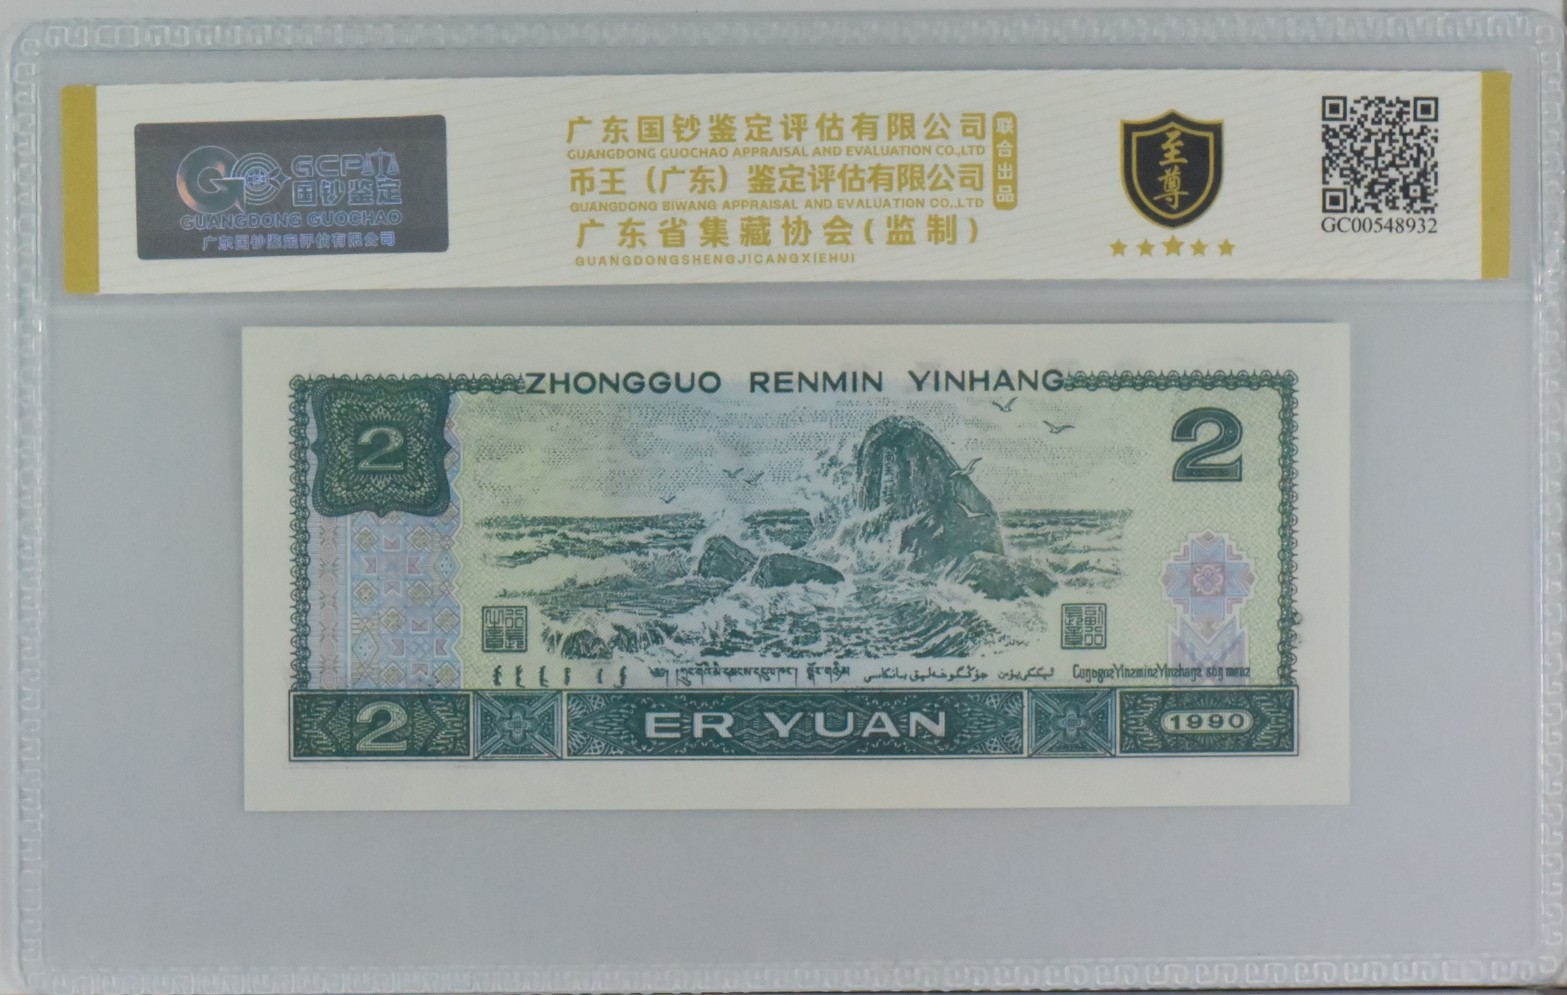 GCP
国钞鉴定
GUANGDONG GUOCHAO
广东国钞鉴定评估有限公司
广东国钞鉴定评估有限公司
GUANGDONG GUOCHAO APPRAISAL AND EVALUATION CO.,LTD
币王（广东）鉴定评估有限公司
GUANGDONG BIWANG APPRAISAL AND EVALUATION CO.,LTD
广东省集藏协会(监制)
GUANGDONGSHENGJICANGXIEHUI
联合出品
至尊
GC00548932
ZHONGGUO RENMIN YINHANG
2
2
2
ER YUAN
1990